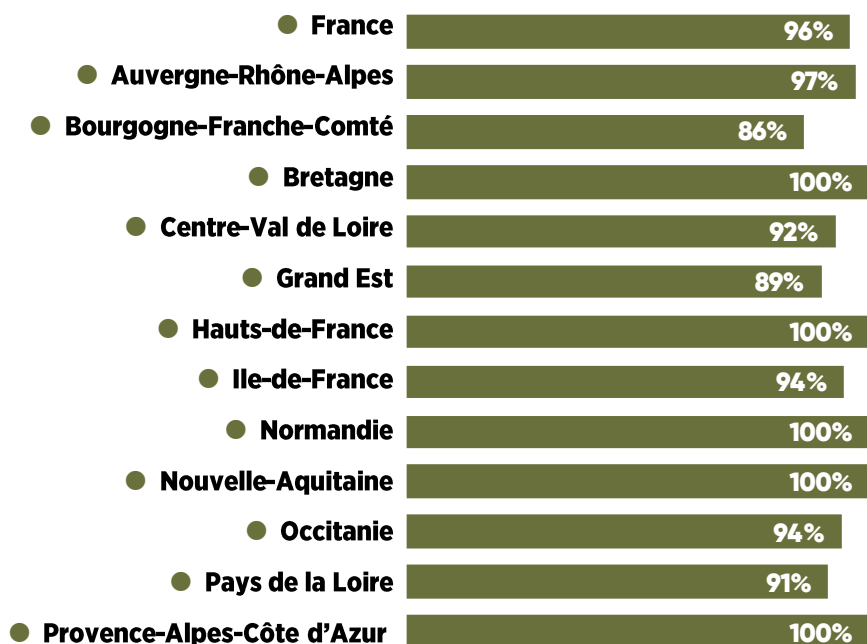 France 96%
Auvergne-Rhône-Alpes 97%
Bourgogne-Franche-Comté 86%
Bretagne 100%
Centre-Val de Loire 92%
Grand Est 89%
Hauts-de-France 100%
Ile-de-France 94%
Normandie 100%
Nouvelle-Aquitaine 100%
Occitanie 94%
Pays de la Loire 91%
Provence-Alpes-Côte d’Azur 100%